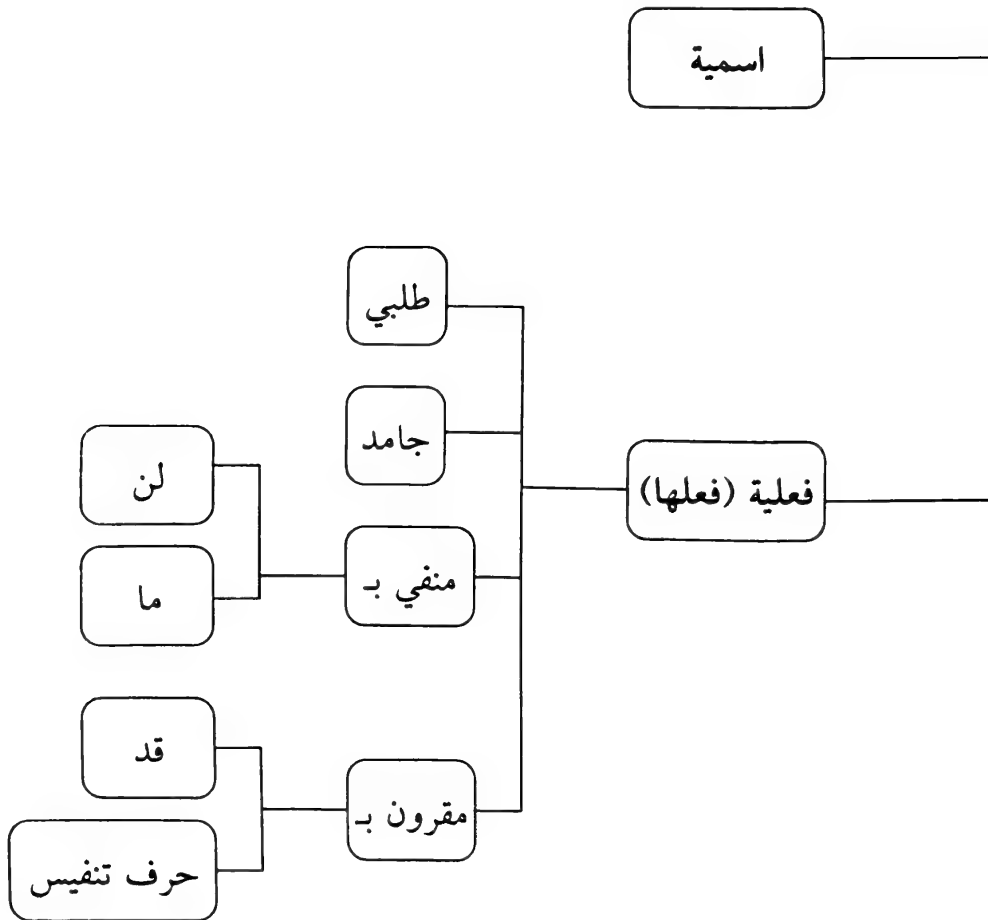 اسمية
فعلية (فعلها)
طلبي
جامد
منفي بـ
لن
ما
مقرون بـ
قد
حرف تنفيس